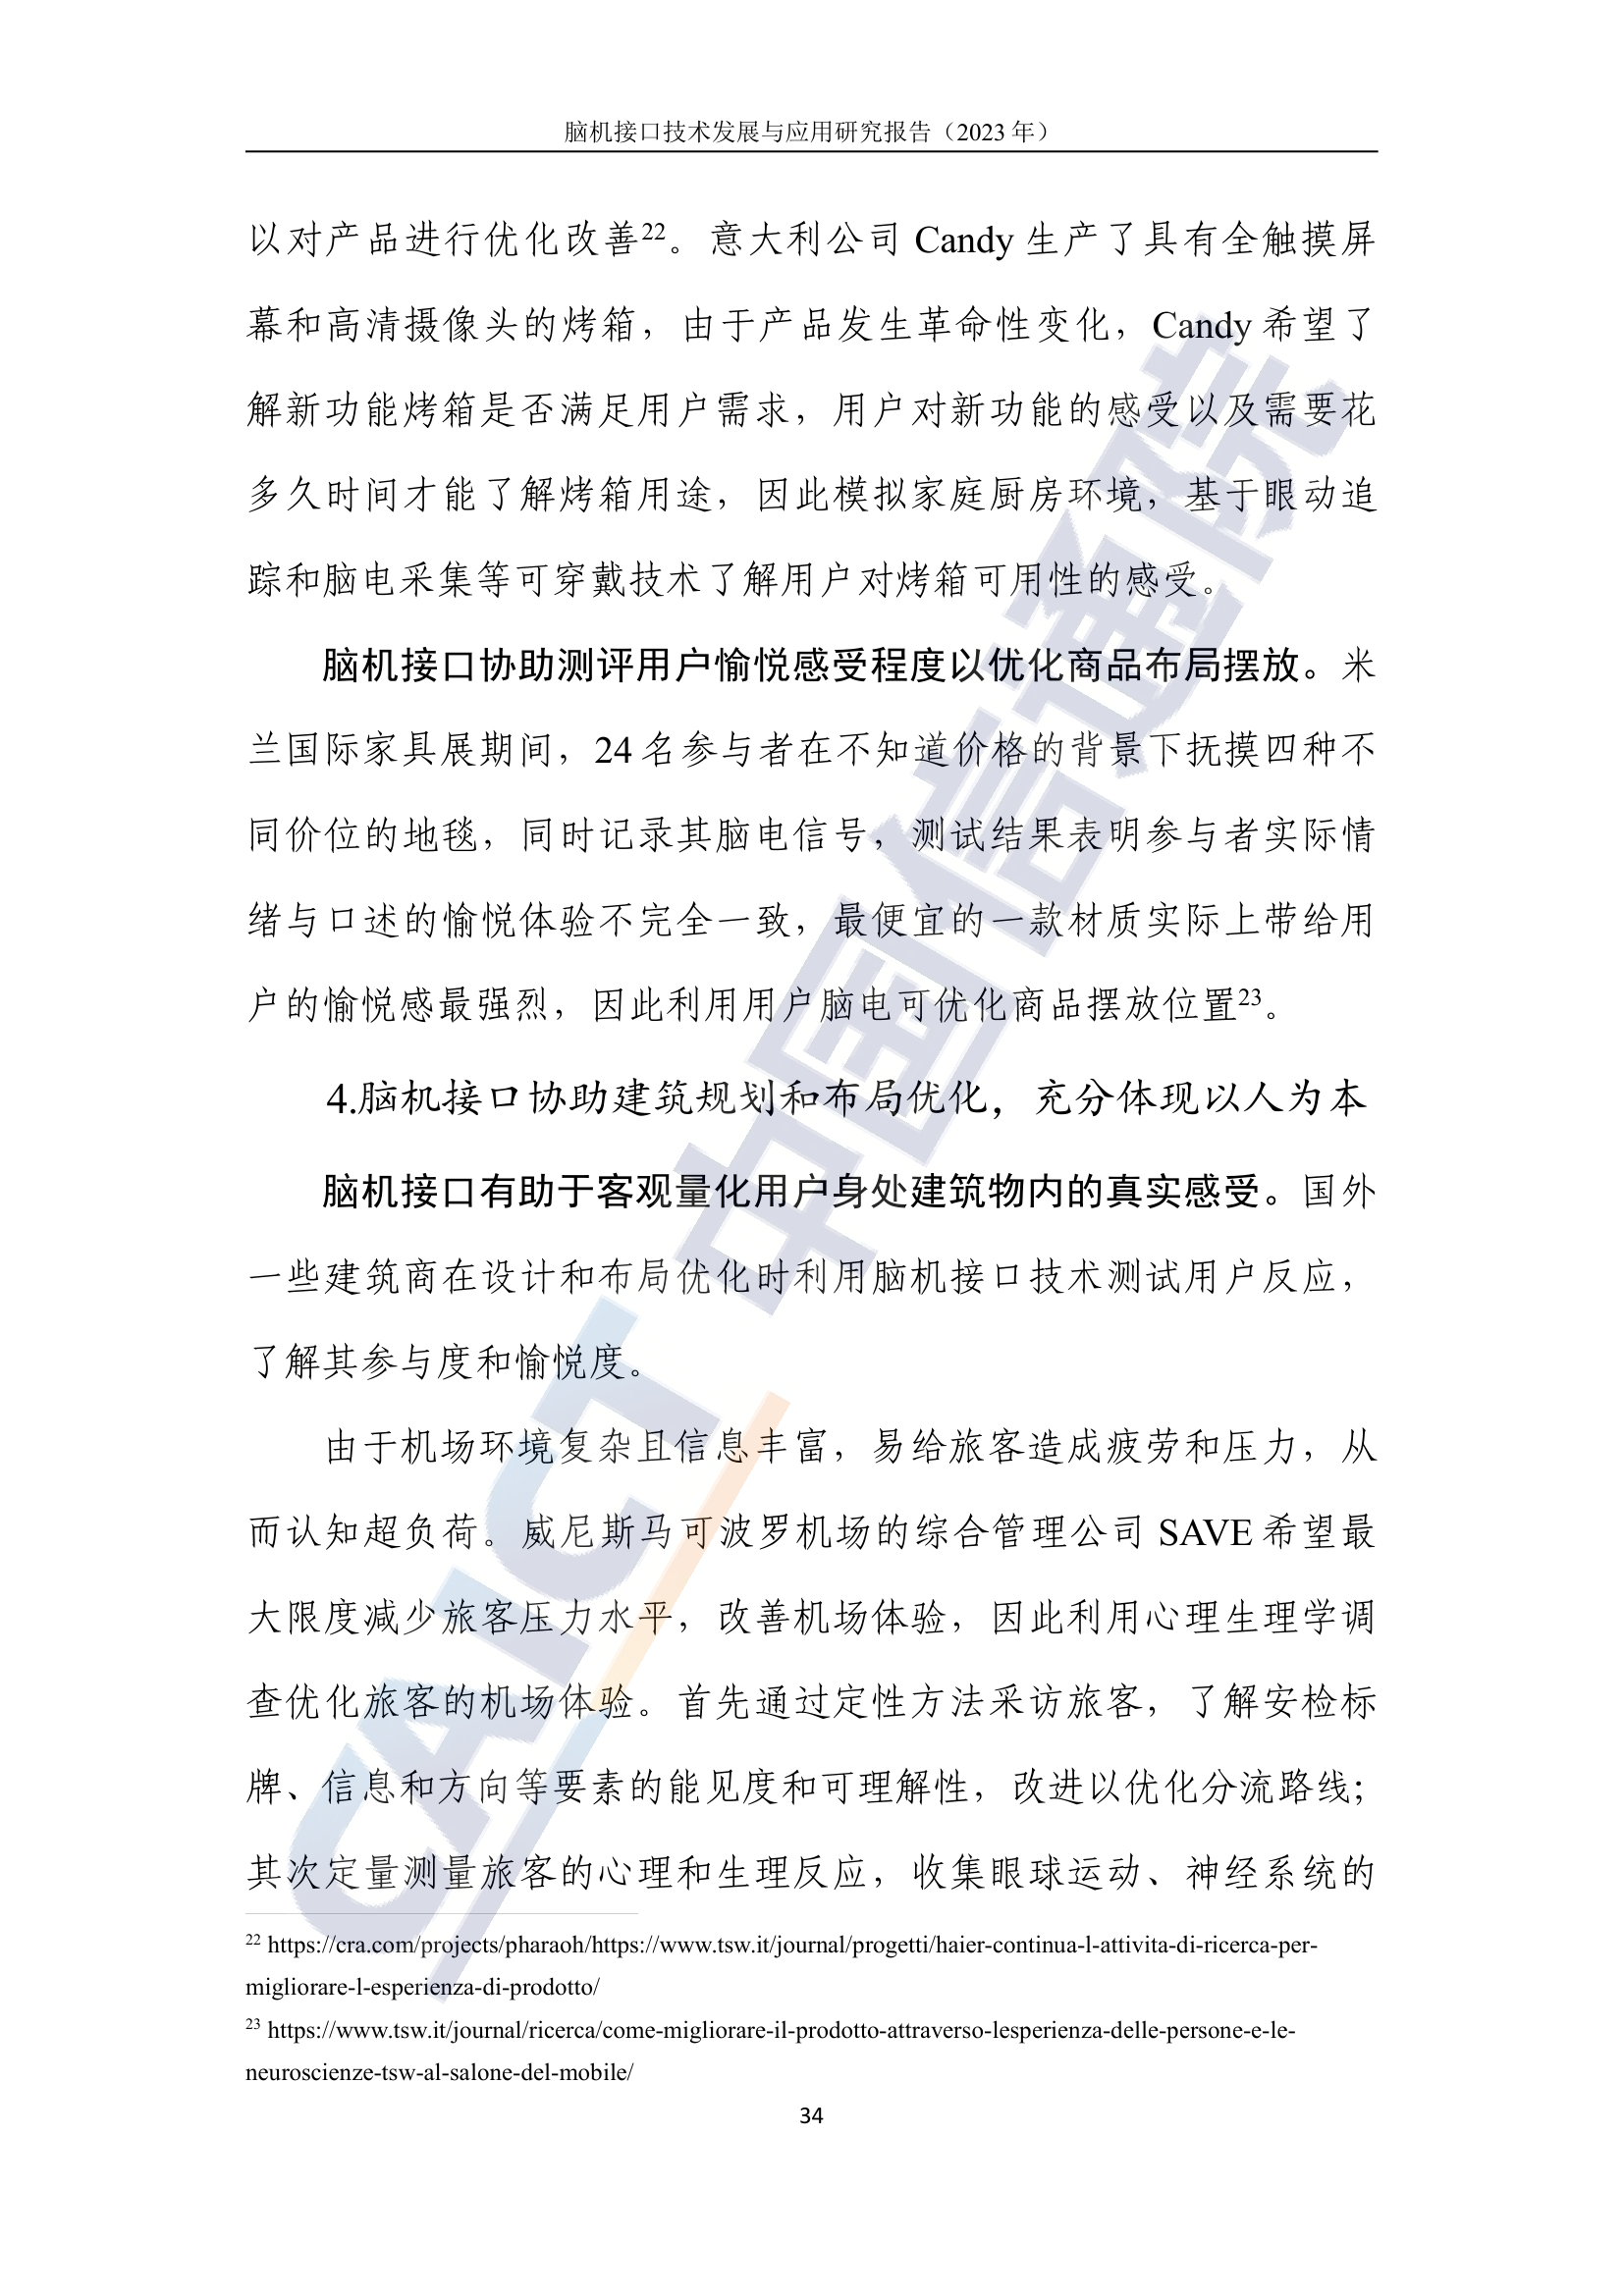 脑机接口技术发展与应用研究报告（2023 年）
以对产品进行优化改善22。意大利公司 Candy 生产了具有全触摸屏
幕和高清摄像头的烤箱，由于产品发生革命性变化，Candy 希望了
解新功能烤箱是否满足用户需求，用户对新功能的感受以及需要花
多久时间才能了解烤箱用途，因此模拟家庭厨房环境，基于眼动追
踪和脑电采集等可穿戴技术了解用户对烤箱可用性的感受。
脑机接口协助测评用户愉悦感受程度以优化商品布局摆放。米
兰国际家具展期间，24 名参与者在不知道价格的背景下抚摸四种不
同价位的地毯，同时记录其脑电信号，测试结果表明参与者实际情
绪与口述的愉悦体验不完全一致，最便宜的一款材质实际上带给用
户的愉悦感最强烈，因此利用用户脑电可优化商品摆放位置23。
4.脑机接口协助建筑规划和布局优化，充分体现以人为本
脑机接口有助于客观量化用户身处建筑物内的真实感受。国外
一些建筑商在设计和布局优化时利用脑机接口技术测试用户反应，
了解其参与度和愉悦度。
由于机场环境复杂且信息丰富，易给旅客造成疲劳和压力，从
而认知超负荷。威尼斯马可波罗机场的综合管理公司 SAVE 希望最
大限度减少旅客压力水平，改善机场体验，因此利用心理生理学调
查优化旅客的机场体验。首先通过定性方法采访旅客，了解安检标
牌、信息和方向等要素的能见度和可理解性，改进以优化分流路线；
其次定量测量旅客的心理和生理反应，收集眼球运动、神经系统的
22 https://cra.com/projects/pharaoh/https://www.tsw.it/journal/progetti/haier-continua-l-attivita-di-ricerca-per-
migliorare-l-esperienza-di-prodotto/
23 https://www.tsw.it/journal/ricerca/come-migliorare-il-prodotto-attraverso-lesperienza-delle-persone-e-le-
neuroscienze-tsw-al-salone-del-mobile/
34
CAICT 中国信通院